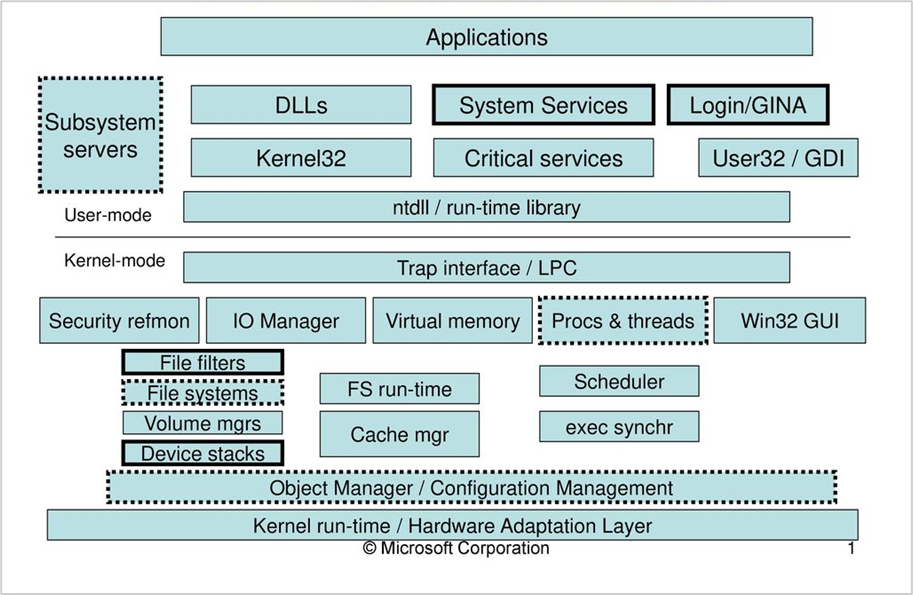 Applications
Subsystem
servers
DLLs
System Services
Login/GINA
Kernel32
Critical services
User32 / GDI
User-mode
ntdll / run-time library
Kernel-mode
Trap interface / LPC
Security refmon
IO Manager
Virtual memory
Procs & threads
Win32 GUI
File filters
File systems
Volume mgrs
Device stacks
FS run-time
Cache mgr
Scheduler
exec synchr
Object Manager / Configuration Management
Kernel run-time / Hardware Adaptation Layer
© Microsoft Corporation
1